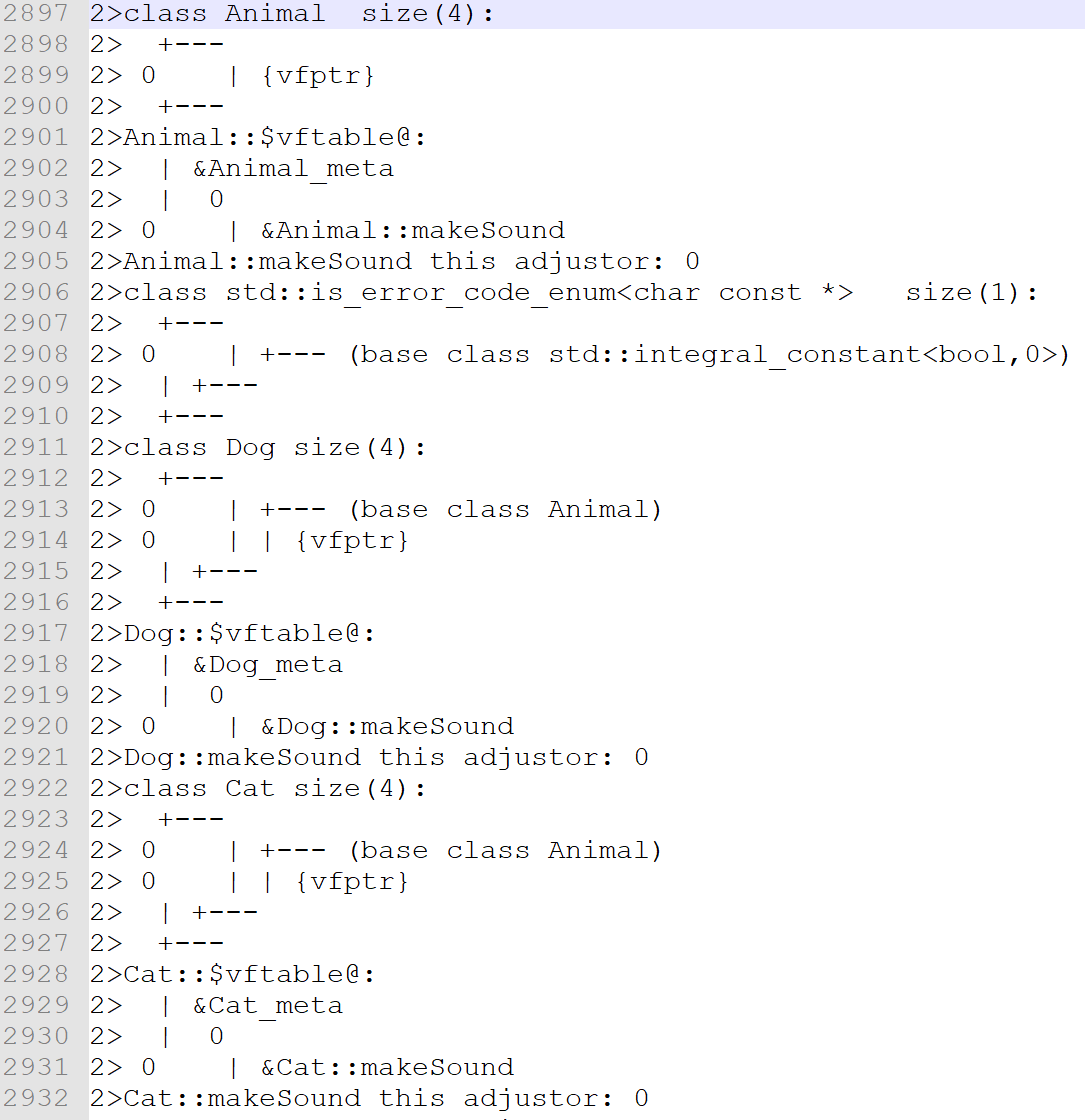 2897 2>class Animal  size(4):
2898 2>  +---
2899 2> 0    | {vfptr}
2900 2>  +---
2901 2>Animal::$vftable@:
2902 2>  | &Animal_meta
2903 2>  |  0
2904 2> 0    | &Animal::makeSound
2905 2>Animal::makeSound this adjustor: 0
2906 2>class std::is_error_code_enum<char const *>   size(1):
2907 2>  +---
2908 2> 0    | +--- (base class std::integral_constant<bool,0>)
2909 2>  | +---
2910 2>  +---
2911 2>class Dog size(4):
2912 2>  +---
2913 2> 0    | +--- (base class Animal)
2914 2> 0    | | {vfptr}
2915 2>  | +---
2916 2>  +---
2917 2>Dog::$vftable@:
2918 2>  | &Dog_meta
2919 2>  |  0
2920 2> 0    | &Dog::makeSound
2921 2>Dog::makeSound this adjustor: 0
2922 2>class Cat size(4):
2923 2>  +---
2924 2> 0    | +--- (base class Animal)
2925 2> 0    | | {vfptr}
2926 2>  | +---
2927 2>  +---
2928 2>Cat::$vftable@:
2929 2>  | &Cat_meta
2930 2>  |  0
2931 2> 0    | &Cat::makeSound
2932 2>Cat::makeSound this adjustor: 0